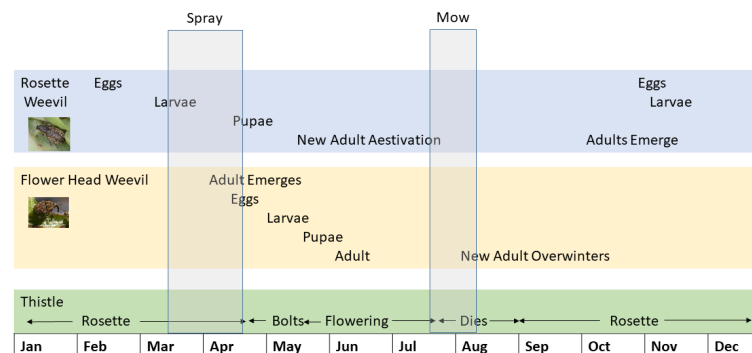 Spray
Mow
Rosette Weevil
Eggs
Eggs
Larvae
Larvae
Pupae
New Adult Aestivation
Adults Emerge
Flower Head Weevil
Adult Emerges
Eggs
Larvae
Pupae
Adult
New Adult Overwinters
Thistle
Rosette
Bolts
Flowering
Dies
Rosette
Jan
Feb
Mar
Apr
May
Jun
Jul
Aug
Sep
Oct
Nov
Dec